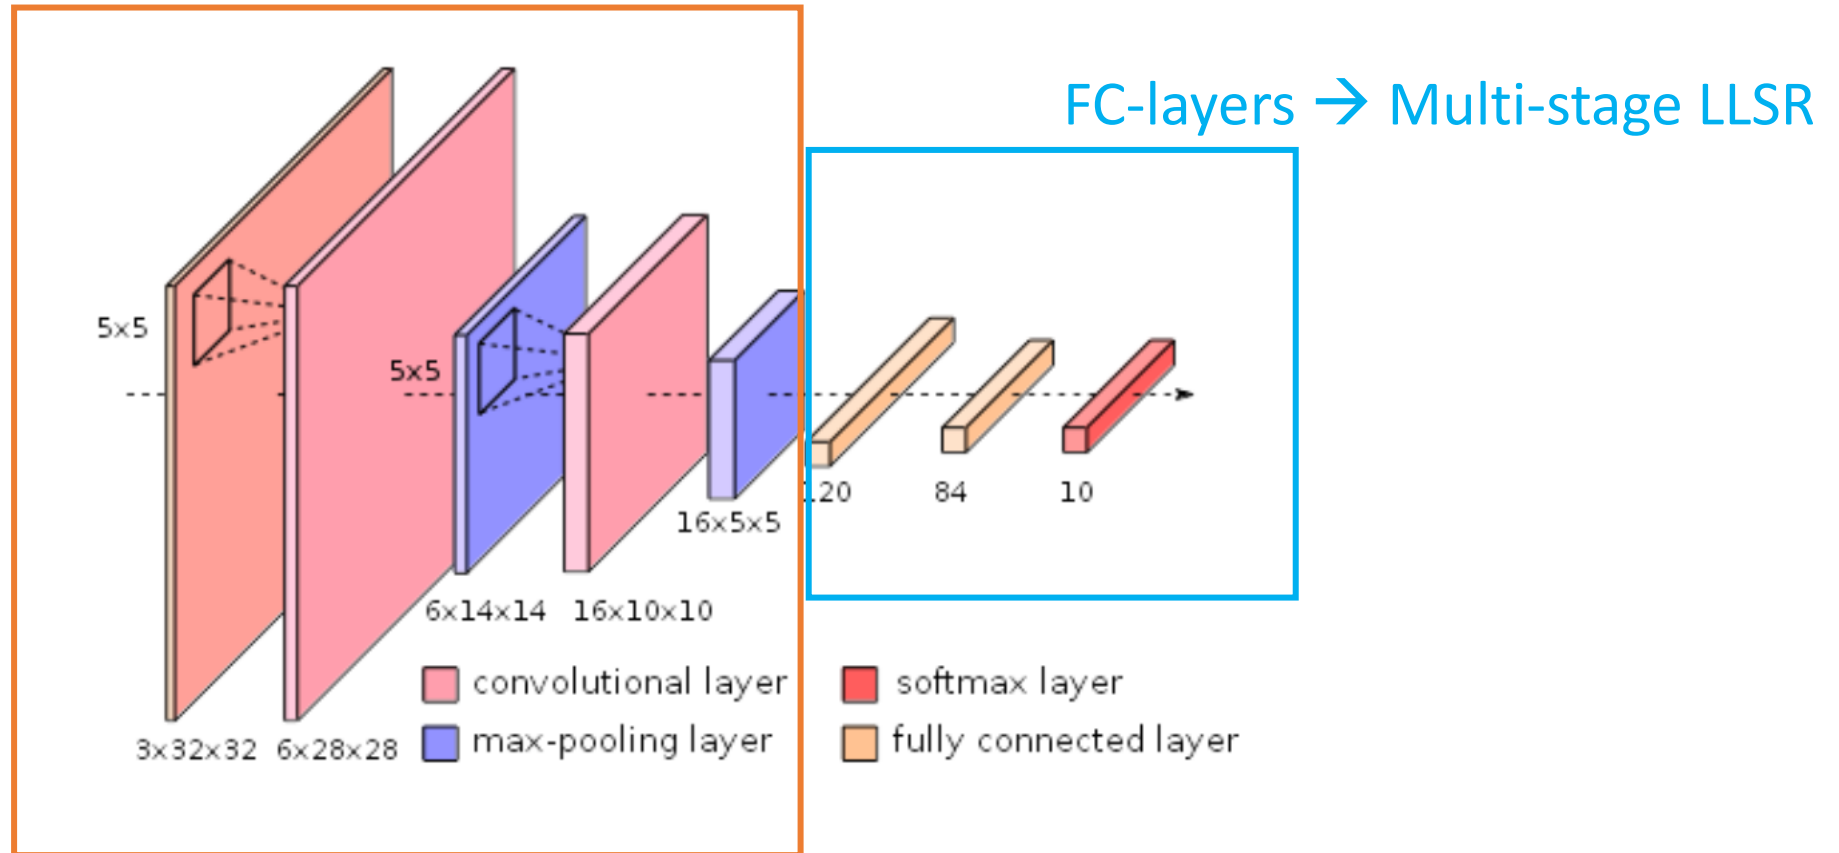 FC-layers → Multi-stage LLSR
5x5
5x5
120
84
10
16x5x5
6x14x14
16x10x10
convolutional layer
softmax layer
3x32x32
6x28x28
max-pooling layer
fully connected layer